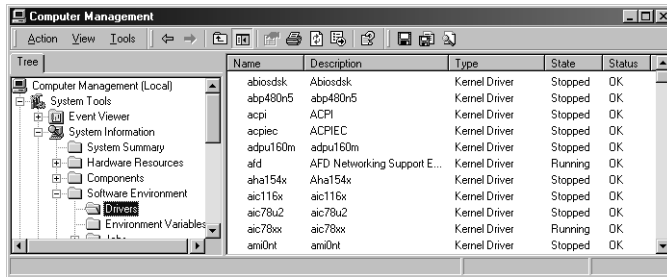 Computer Management
Action View Tools
Tree
Computer Management (Local)
System Tools
Event Viewer
System Information
System Summary
Hardware Resources
Components
Software Environment
Drivers
Environment Variables
Name Description Type State Status
abiosdsk Abiosdsk Kernel Driver Stopped OK
abp480n5 abp480n5 Kernel Driver Stopped OK
acpi ACPI Kernel Driver Stopped OK
acpiec ACPIEC Kernel Driver Stopped OK
adpu160m adpu160m Kernel Driver Stopped OK
afd AFD Networking Support E... Kernel Driver Running OK
aha154x Aha154x Kernel Driver Stopped OK
aic116x aic116x Kernel Driver Stopped OK
aic78u2 aic78u2 Kernel Driver Stopped OK
aic78xx aic78xx Kernel Driver Running OK
ami0nt ami0nt Kernel Driver Stopped OK